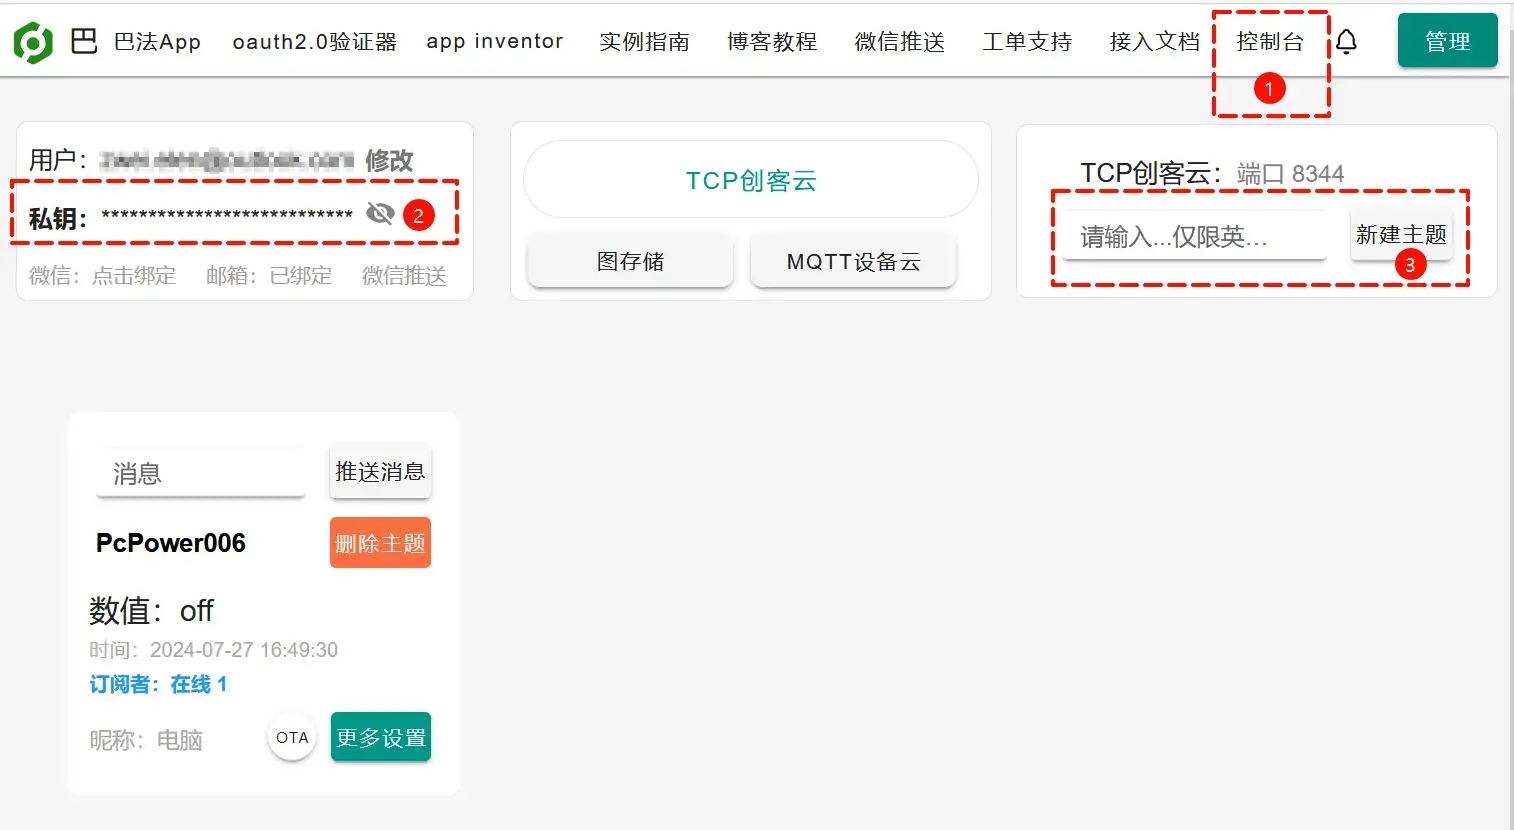 巴 巴法App oauth2.0验证器 app inventor 实例指南 博客教程 微信推送 工单支持 接入文档 控制台 管理
1
用户： 修改
私钥： *************************** 2
微信：点击绑定 邮箱：已绑定 微信推送
TCP创客云
图存储 MQTT设备云
TCP创客云：端口 8344
请输入...仅限英... 新建主题
3
消息 推送消息
PcPower006 删除主题
数值：off
时间：2024-07-27 16:49:30
订阅者：在线 1
昵称：电脑 OTA 更多设置